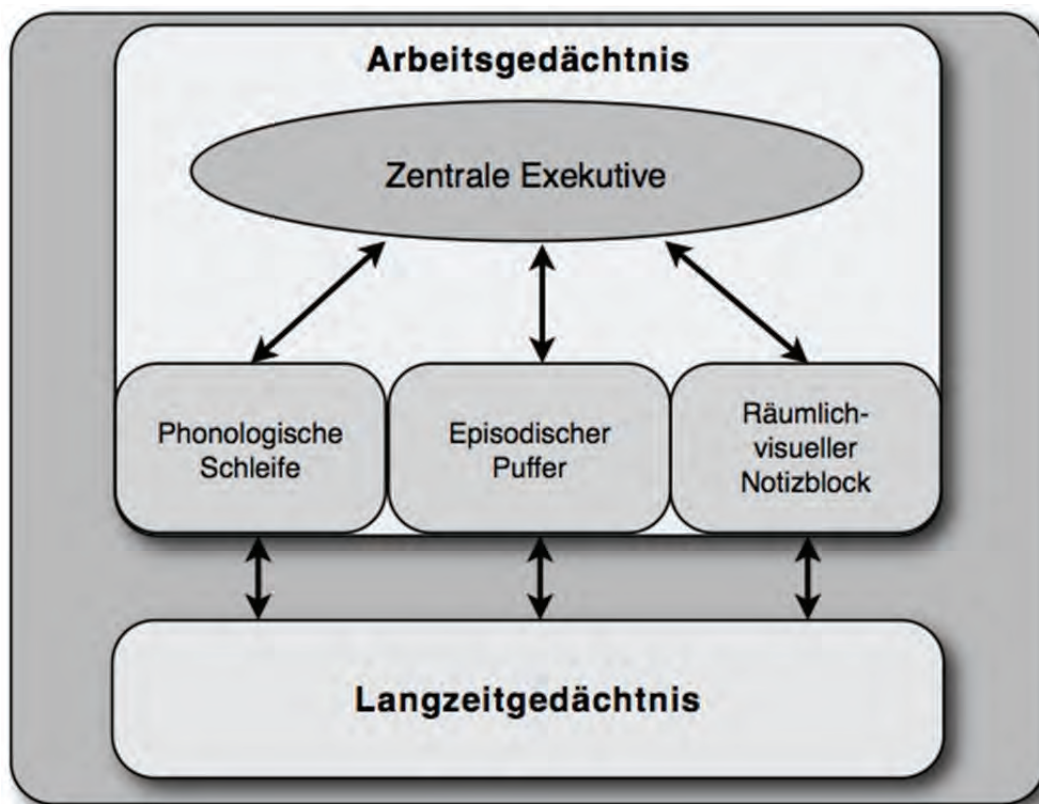 Arbeitsgedächtnis
Zentrale Exekutive
Phonologische
Schleife
Episodischer
Puffer
Räumlich-
visueller
Notizblock
Langzeitgedächtnis